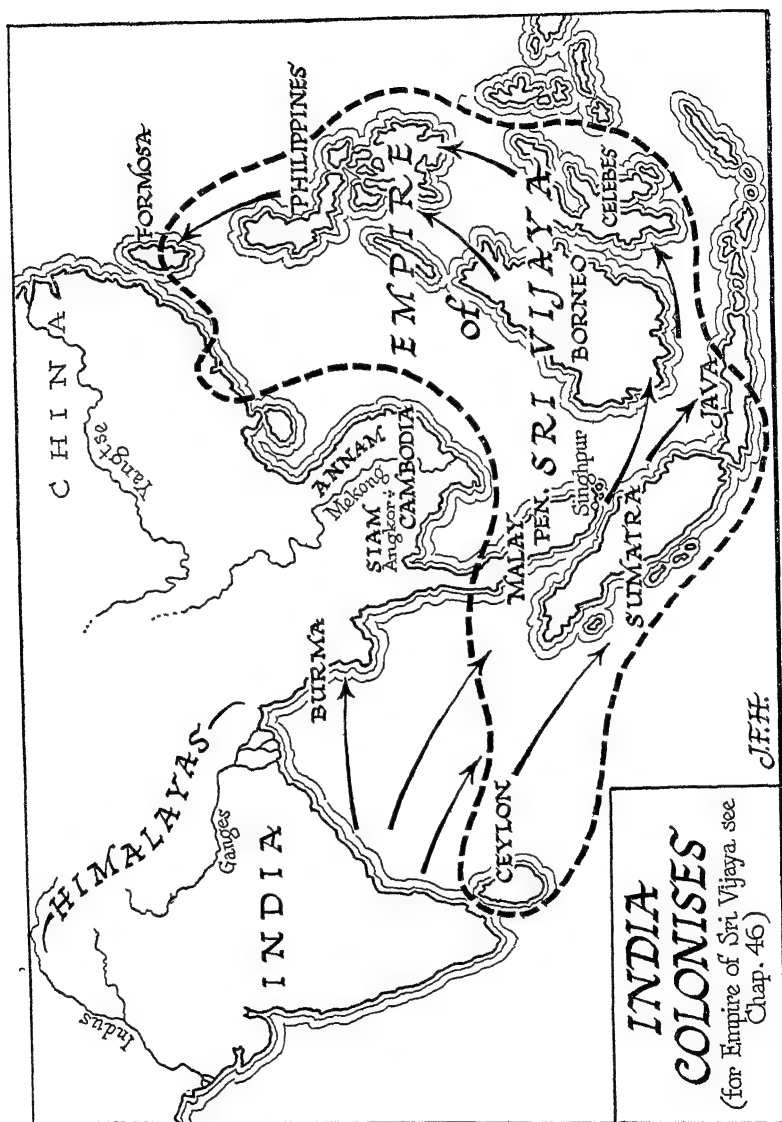 HIMALAYAS
CHINA
Yangtse
Indus
Ganges
INDIA
BURMA
FORMOSA
PHILIPPINES
ANNAM
Mekong
SIAM
Angkor
CAMBODIA
EMPIRE
of
SRI VIJAYA
MALAY
PEN.
Singhpur
BORNEO
CELEBES
CEYLON
SUMATRA
JAVA
INDIA
COLONISES
(for Empire of Sri Vijaya see
Chap. 46)
J.F.H.